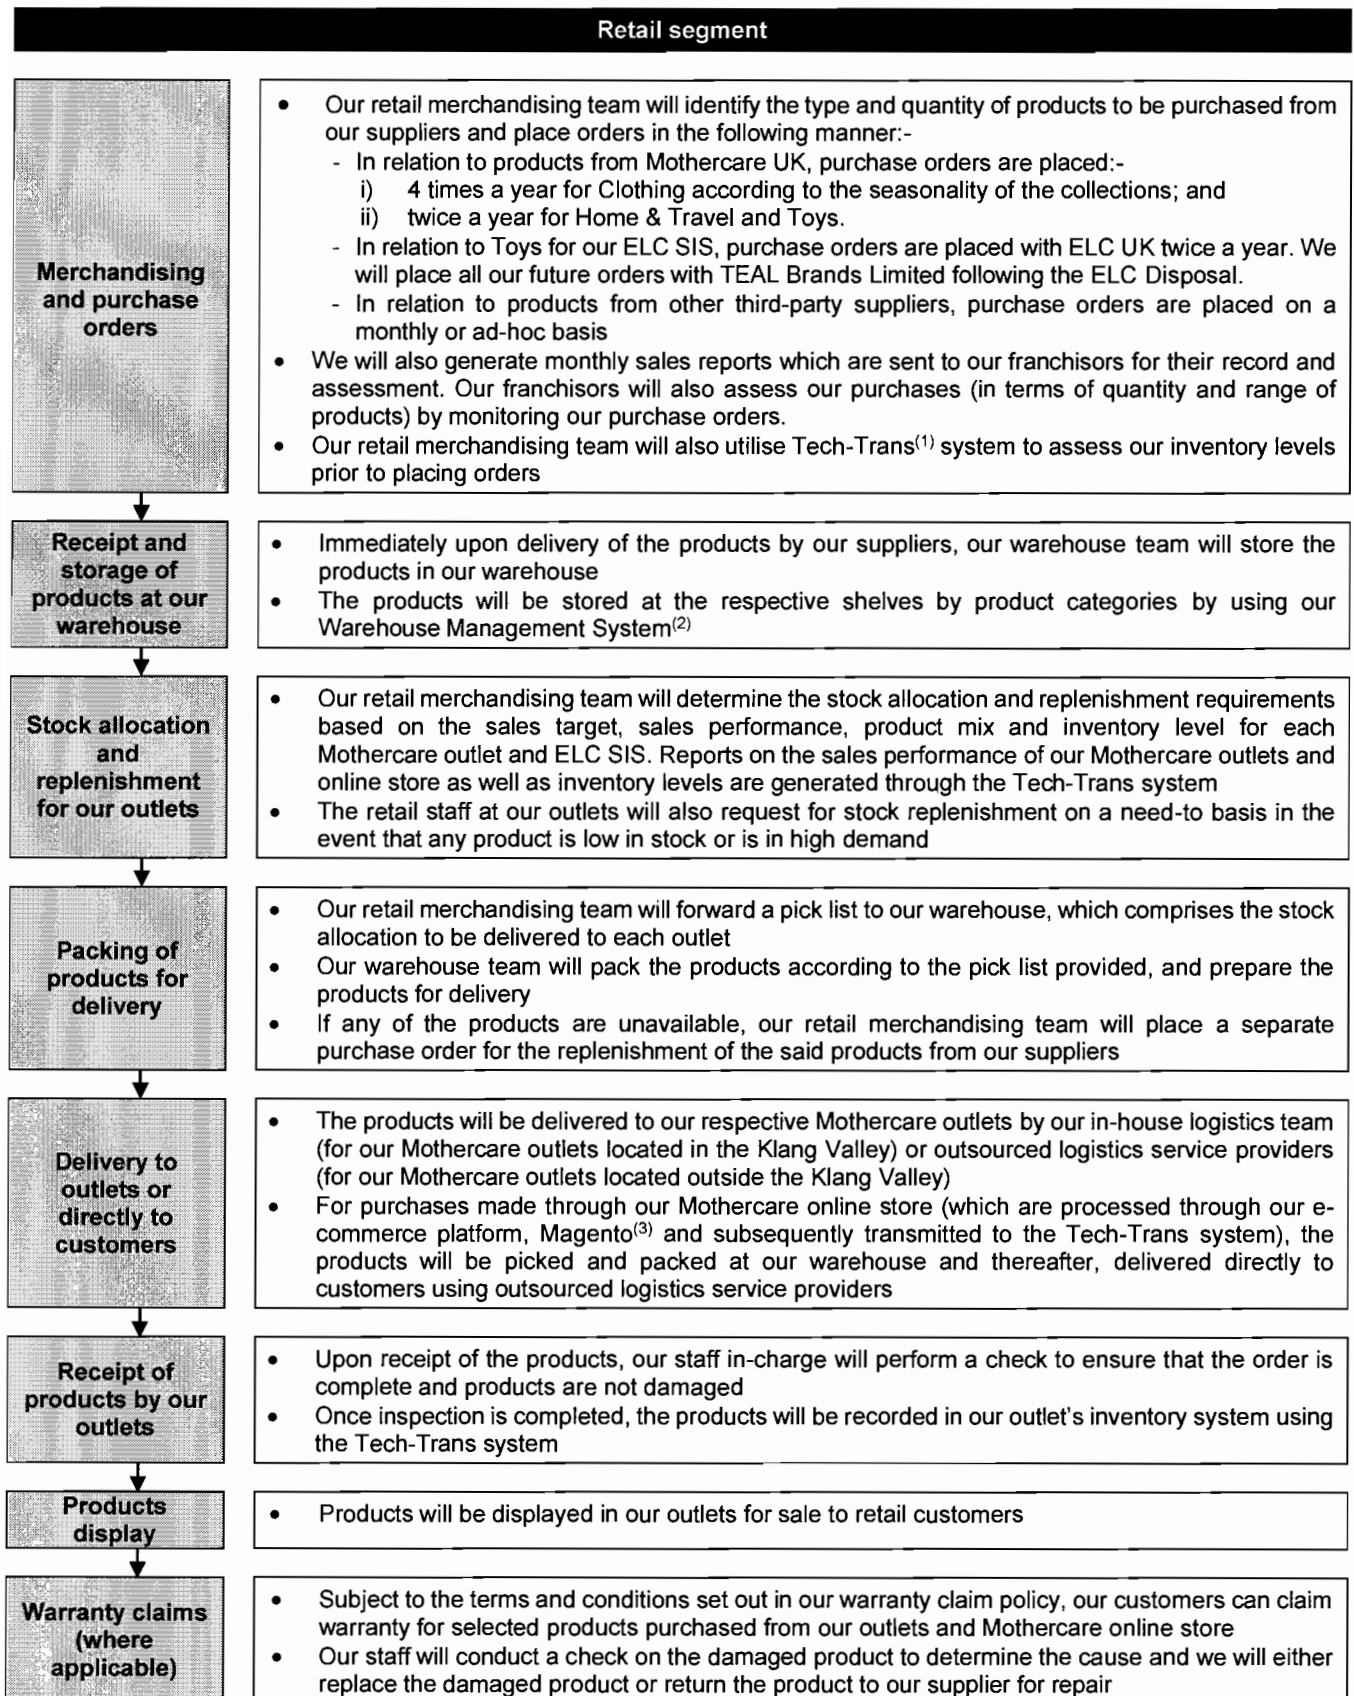 Retail segment
Merchandising
and purchase
orders
• Our retail merchandising team will identify the type and quantity of products to be purchased from
our suppliers and place orders in the following manner:-
- In relation to products from Mothercare UK, purchase orders are placed:-
i) 4 times a year for Clothing according to the seasonality of the collections; and
ii) twice a year for Home & Travel and Toys.
- In relation to Toys for our ELC SIS, purchase orders are placed with ELC UK twice a year. We
will place all our future orders with TEAL Brands Limited following the ELC Disposal.
- In relation to products from other third-party suppliers, purchase orders are placed on a
monthly or ad-hoc basis
• We will also generate monthly sales reports which are sent to our franchisors for their record and
assessment. Our franchisors will also assess our purchases (in terms of quantity and range of
products) by monitoring our purchase orders.
• Our retail merchandising team will also utilise Tech-Trans(1) system to assess our inventory levels
prior to placing orders
Receipt and
storage of
products at our
warehouse
• Immediately upon delivery of the products by our suppliers, our warehouse team will store the
products in our warehouse
• The products will be stored at the respective shelves by product categories by using our
Warehouse Management System(2)
Stock allocation
and
replenishment
for our outlets
• Our retail merchandising team will determine the stock allocation and replenishment requirements
based on the sales target, sales performance, product mix and inventory level for each
Mothercare outlet and ELC SIS. Reports on the sales performance of our Mothercare outlets and
online store as well as inventory levels are generated through the Tech-Trans system
• The retail staff at our outlets will also request for stock replenishment on a need-to basis in the
event that any product is low in stock or is in high demand
Packing of
products for
delivery
• Our retail merchandising team will forward a pick list to our warehouse, which comprises the stock
allocation to be delivered to each outlet
• Our warehouse team will pack the products according to the pick list provided, and prepare the
products for delivery
• If any of the products are unavailable, our retail merchandising team will place a separate
purchase order for the replenishment of the said products from our suppliers
Delivery to
outlets or
directly to
customers
• The products will be delivered to our respective Mothercare outlets by our in-house logistics team
(for our Mothercare outlets located in the Klang Valley) or outsourced logistics service providers
(for our Mothercare outlets located outside the Klang Valley)
• For purchases made through our Mothercare online store (which are processed through our e-
commerce platform, Magento(3) and subsequently transmitted to the Tech-Trans system), the
products will be picked and packed at our warehouse and thereafter, delivered directly to
customers using outsourced logistics service providers
Receipt of
products by our
outlets
• Upon receipt of the products, our staff in-charge will perform a check to ensure that the order is
complete and products are not damaged
• Once inspection is completed, the products will be recorded in our outlet's inventory system using
the Tech-Trans system
Products
display
• Products will be displayed in our outlets for sale to retail customers
Warranty claims
(where
applicable)
• Subject to the terms and conditions set out in our warranty claim policy, our customers can claim
warranty for selected products purchased from our outlets and Mothercare online store
• Our staff will conduct a check on the damaged product to determine the cause and we will either
replace the damaged product or return the product to our supplier for repair